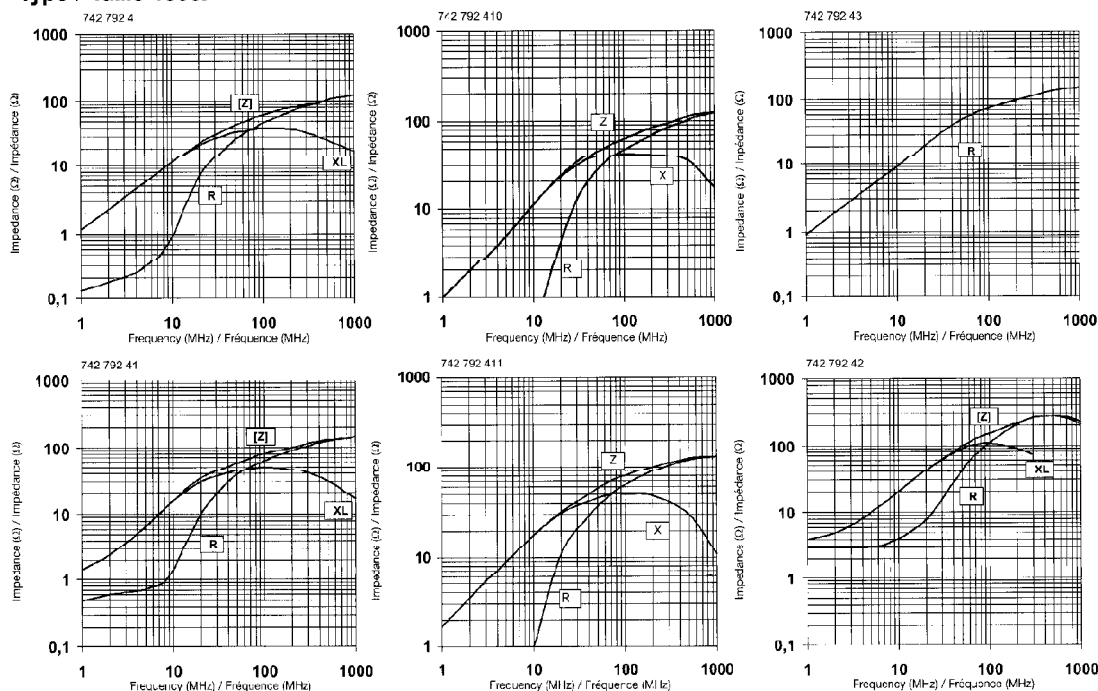 742 792 4
1000
100
10
1
0,1
Impedance (Ω) / Impédance (Ω)
[Z]
R
XL
1 10 100 1000
Frequency (MHz) / Fréquence (MHz)
742 792 410
1000
100
10
1
Impedance (Ω) / Impédance (Ω)
Z
X
R
1 10 100 1000
Frequency (MHz) / Fréquence (MHz)
742 792 43
1000
100
10
1
0,1
Impedance (Ω) / Impédance (Ω)
R
1 10 100 1000
Frequency (MHz) / Fréquence (MHz)
742 792 41
1000
100
10
1
0,1
Impedance (Ω) / Impédance (Ω)
[Z]
R
XL
1 10 100 1000
Frequency (MHz) / Fréquence (MHz)
742 792 411
1000
100
10
1
Impedance (Ω) / Impédance (Ω)
Z
X
R
1 10 100 1000
Frequency (MHz) / Fréquence (MHz)
742 792 42
1000
100
10
1
0,1
Impedance (Ω) / Impédance (Ω)
[Z]
XL
R
1 10 100 1000
Frequency (MHz) / Fréquence (MHz)